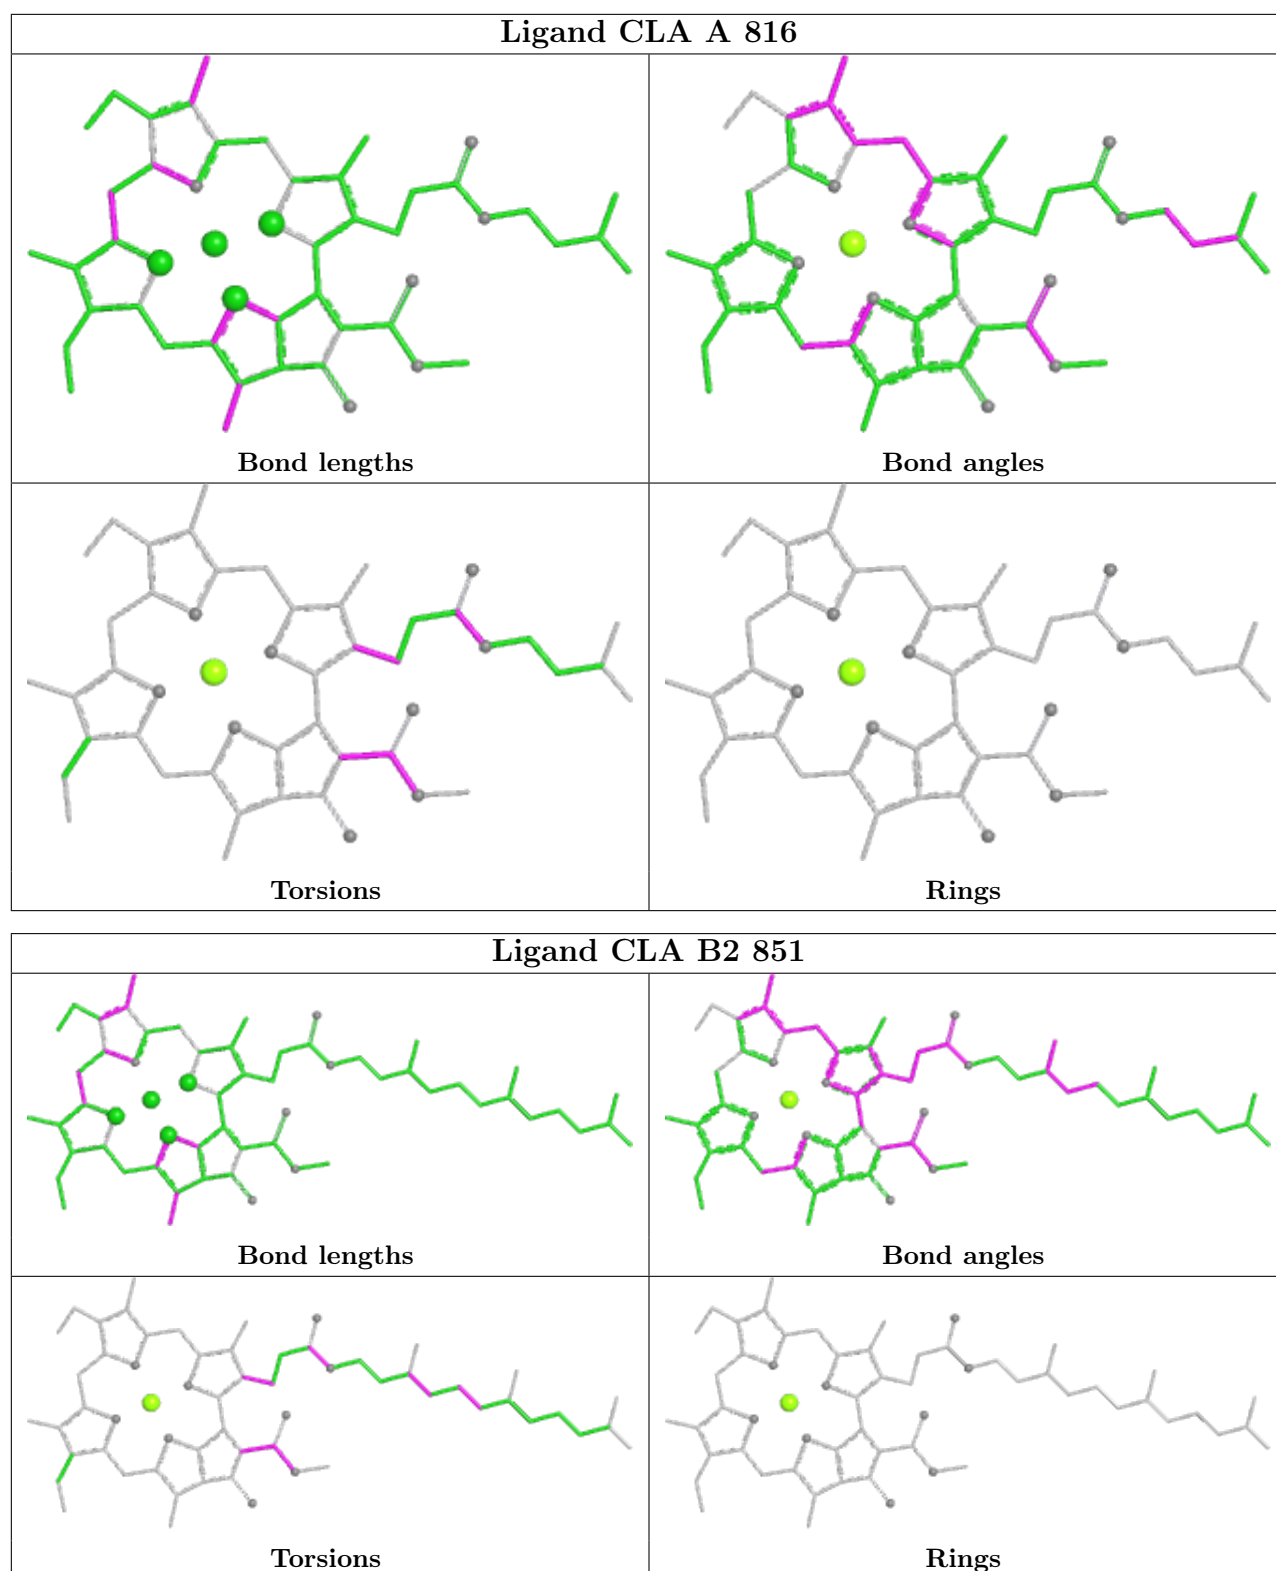 Ligand CLA A 816
Bond lengths
Bond angles
Torsions
Rings
Ligand CLA B2 851
Bond lengths
Bond angles
Torsions
Rings